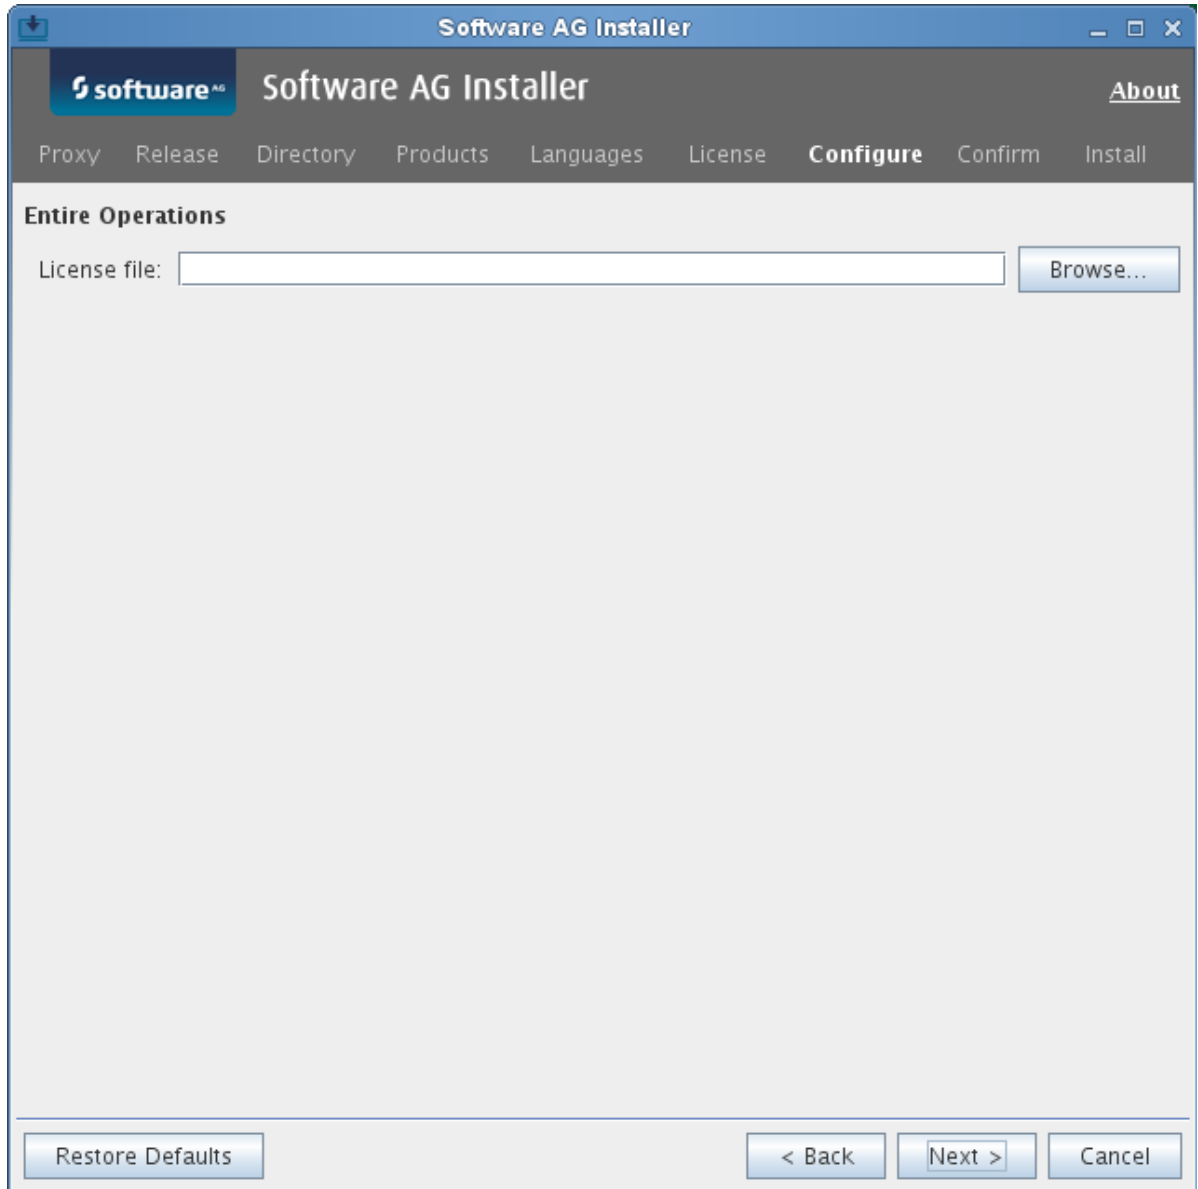 Software AG Installer
software AG Software AG Installer About
Proxy Release Directory Products Languages License Configure Confirm Install
Entire Operations
License file: Browse...
Restore Defaults < Back Next > Cancel